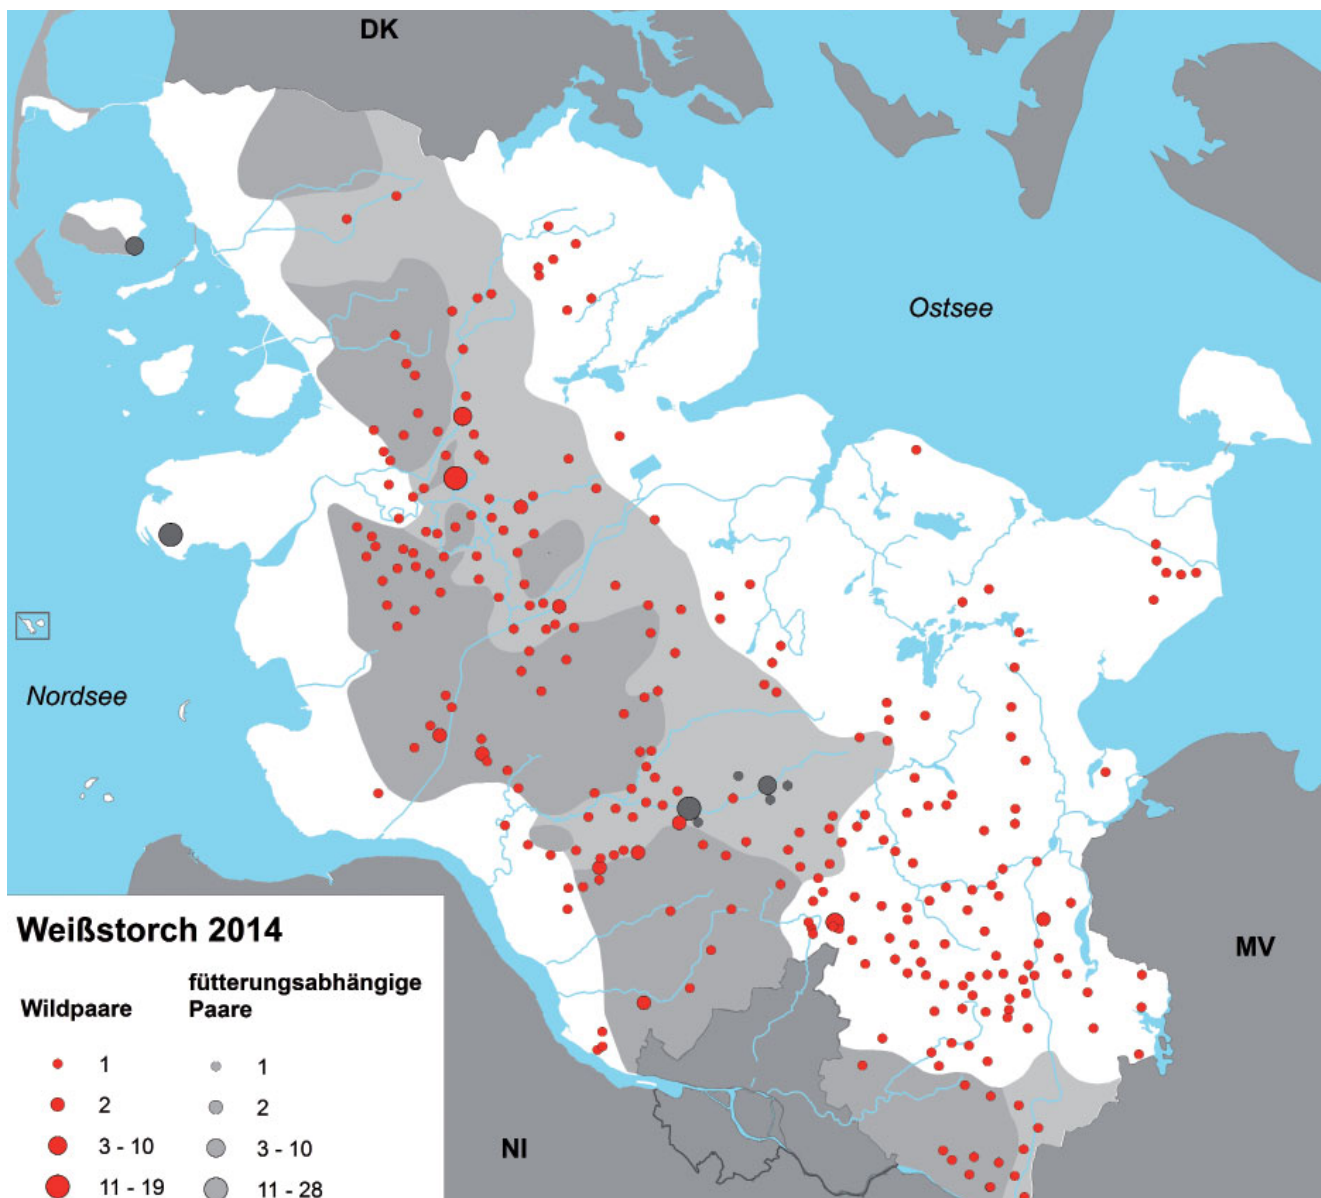 DK
Ostsee
Nordsee
Weißstorch 2014
MV
fütterungsabhängige
Wildpaare Paare
1 1
2 2
3 - 10 3 - 10
NI
11 - 19 11 - 28